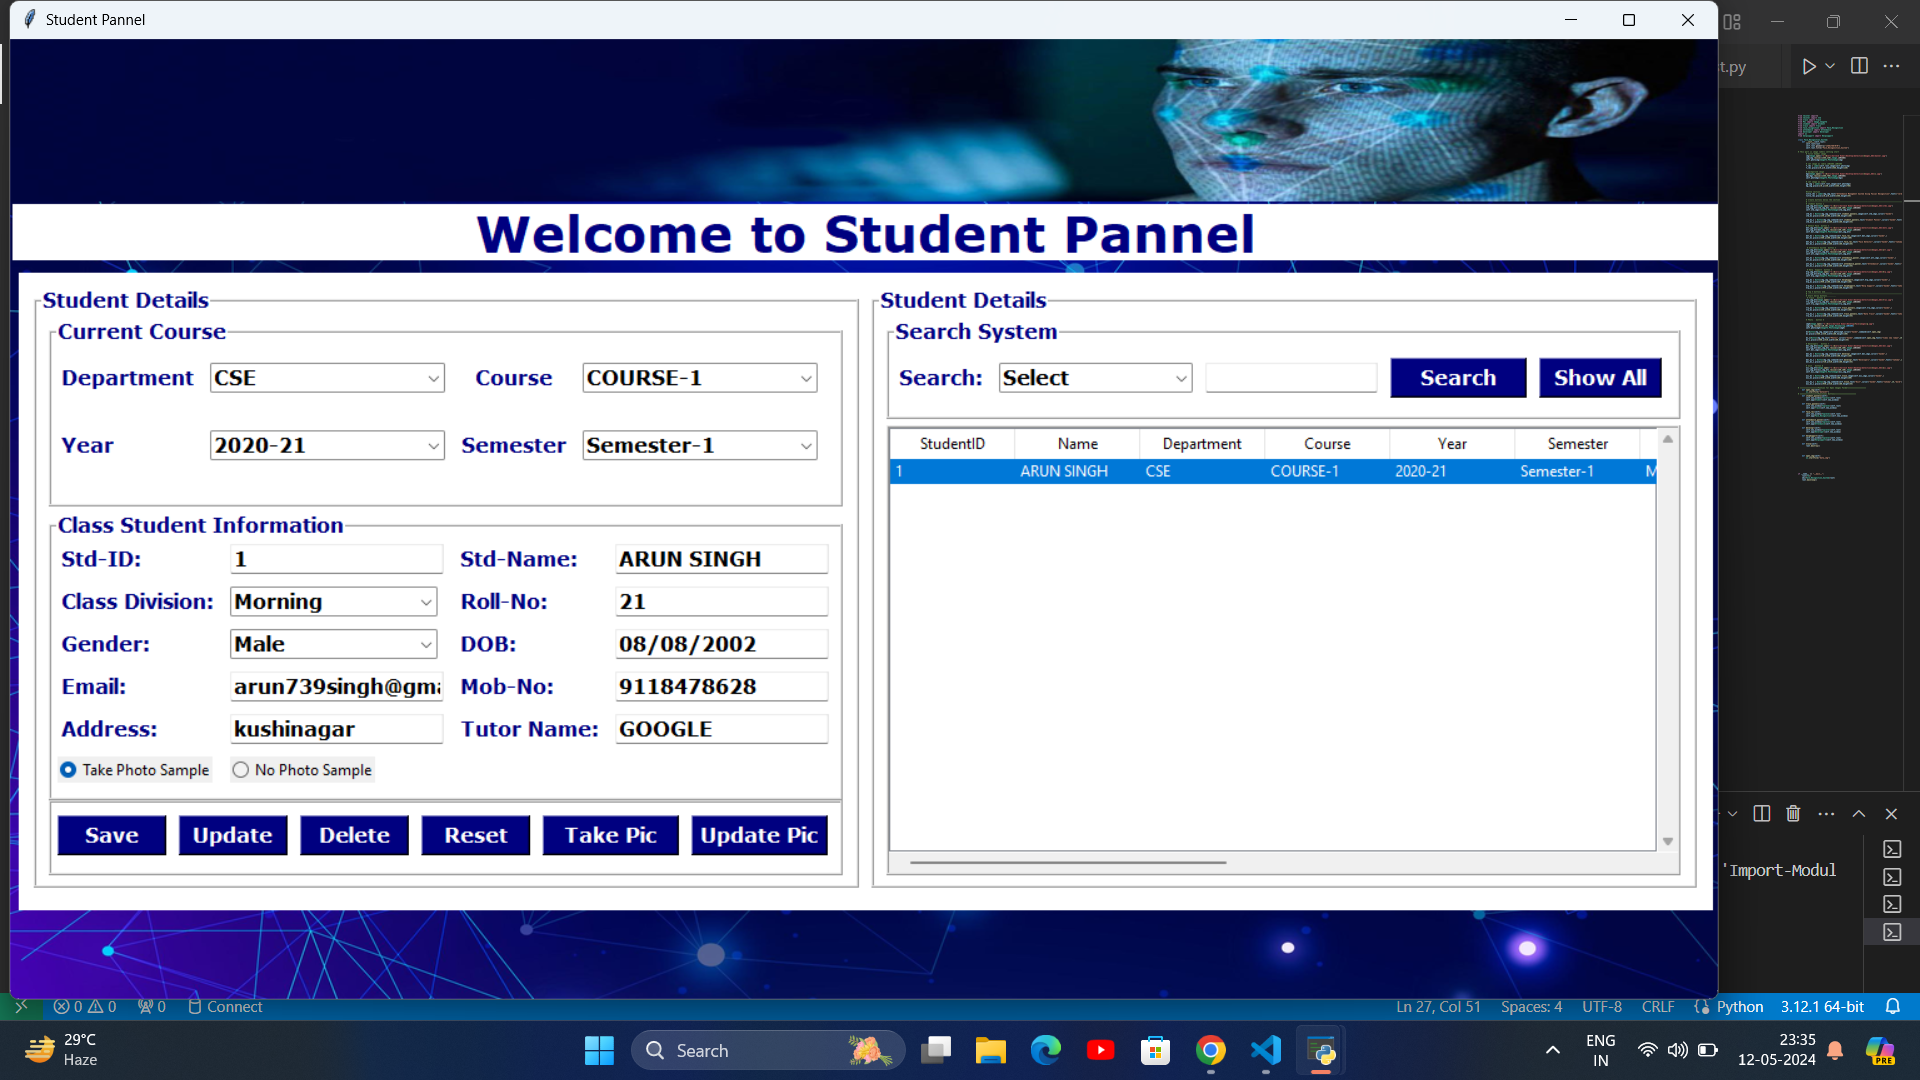 Student Pannel
t.py
Welcome to Student Pannel
Student Details
Current Course
Department CSE Course COURSE-1
Year 2020-21 Semester Semester-1
Class Student Information
Std-ID: 1 Std-Name: ARUN SINGH
Class Division: Morning Roll-No: 21
Gender: Male DOB: 08/08/2002
Email: arun739singh@gma Mob-No: 9118478628
Address: kushinagar Tutor Name: GOOGLE
Take Photo Sample No Photo Sample
Save Update Delete Reset Take Pic Update Pic
Student Details
Search System
Search: Select Search Show All
StudentID Name Department Course Year Semester
1 ARUN SINGH CSE COURSE-1 2020-21 Semester-1 M
'Import-Modul
0 0 0 Connect Ln 27, Col 51 Spaces: 4 UTF-8 CRLF Python 3.12.1 64-bit
29°C
Haze
Search
PRE
ENG
IN
23:35
12-05-2024